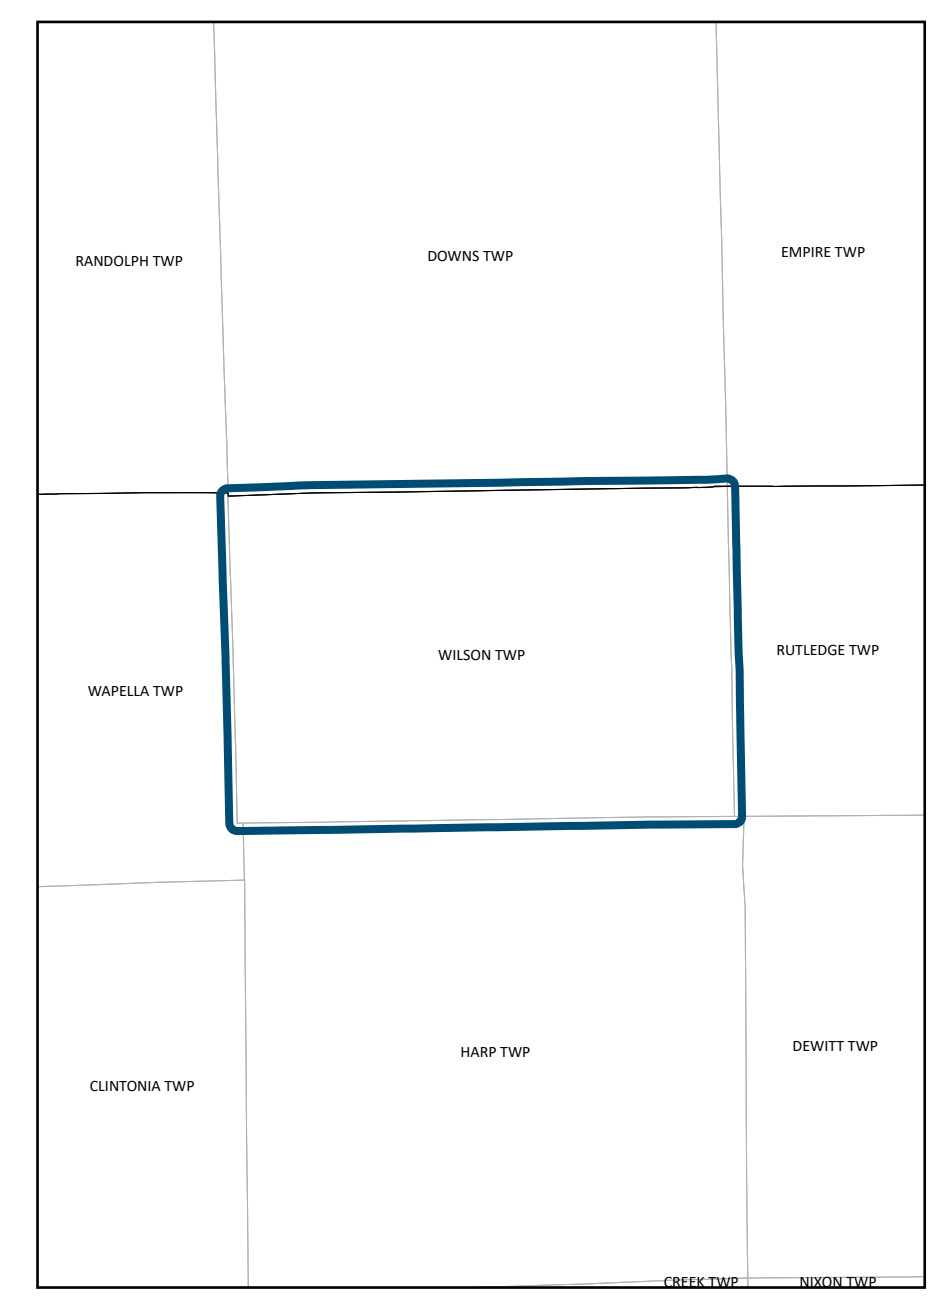 RANDOLPH TWP
DOWNS TWP
EMPIRE TWP
WILSON TWP
RUTLEDGE TWP
WAPELLA TWP
HARP TWP
DEWITT TWP
CLINTONIA TWP
CREEK TWP
NIXON TWP